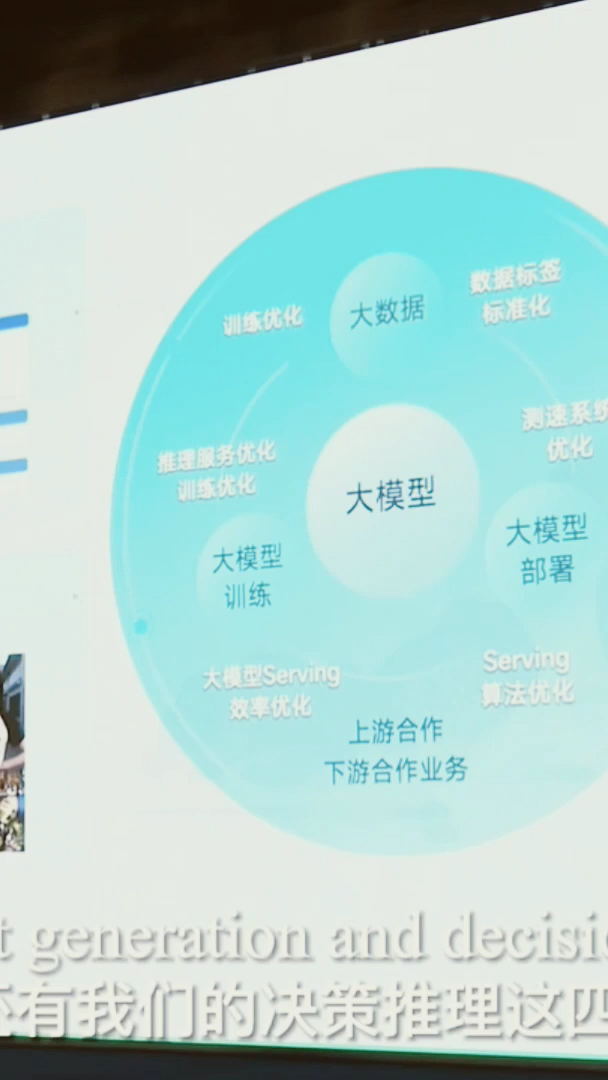 大数据
数据标签
标准化
训练优化
测速系统
优化
推理服务优化
训练优化
大模型
大模型
训练
大模型
部署
大模型Serving
效率优化
Serving
算法优化
上游合作
下游合作业务
t generation and decisi
还有我们的决策推理这四